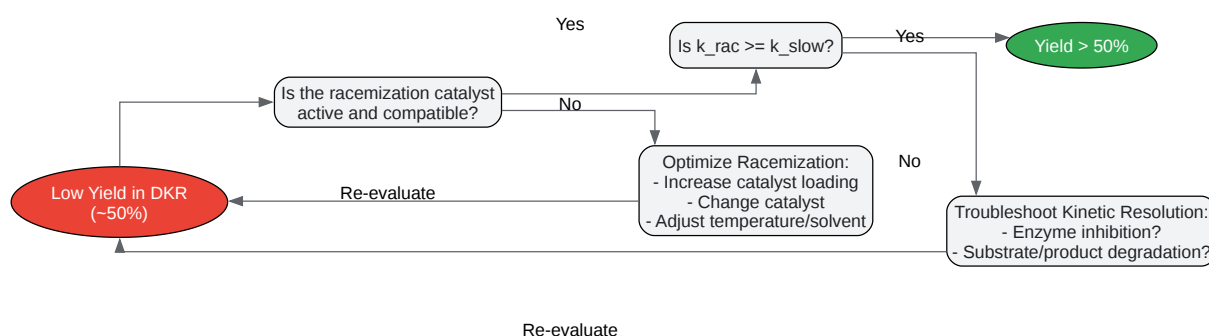 Yes
Is k_rac >= k_slow?
Yes
Yield > 50%
Is the racemization catalyst
active and compatible?
No
Optimize Racemization:
- Increase catalyst loading
- Change catalyst
- Adjust temperature/solvent
No
Low Yield in DKR
(~50%)
Re-evaluate
Troubleshoot Kinetic Resolution:
- Enzyme inhibition?
- Substrate/product degradation?
Re-evaluate